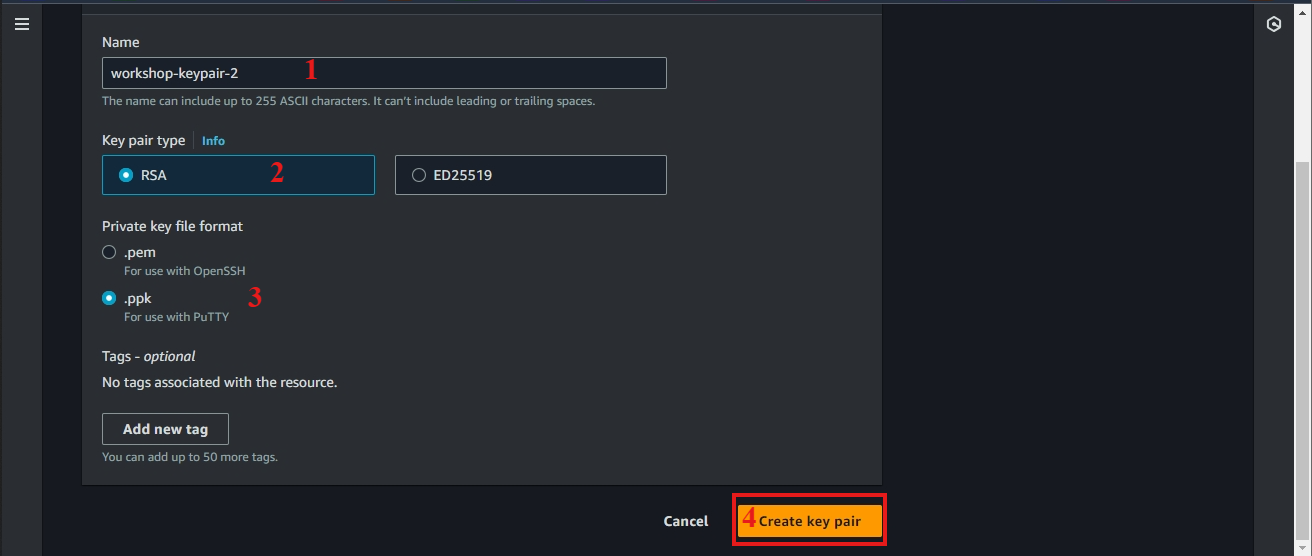 Name
workshop-keypair-2 1
The name can include up to 255 ASCII characters. It can't include leading or trailing spaces.
Key pair type Info
RSA 2 ED25519
Private key file format
.pem
For use with OpenSSH
.ppk 3
For use with PuTTY
Tags - optional
No tags associated with the resource.
Add new tag
You can add up to 50 more tags.
Cancel 4 Create key pair